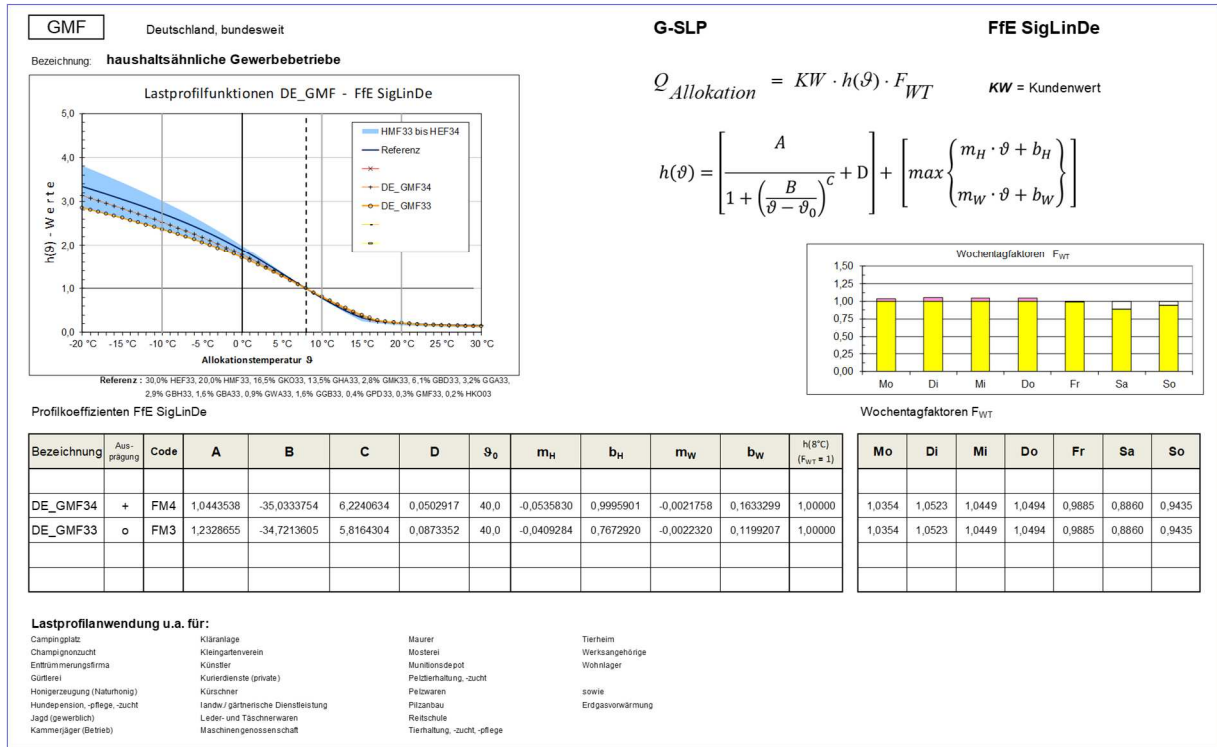 GMF
Deutschland, bundesweit
G-SLP
FfE SigLinDe
Bezeichnung: haushaltsähnliche Gewerbebetriebe
Q Allokation = KW · h(ϑ) · F WT
KW = Kundenwert
h(ϑ) = [ A / (1 + (B / (ϑ − ϑ0))^C) + D ] + [ max { mH · ϑ + bH ; mW · ϑ + bW } ]
Lastprofilfunktionen DE_GMF - FfE SigLinDe
h(ϑ) - Werte
5,0
4,0
3,0
2,0
1,0
0,0
HMF33 bis HEF34
Referenz
DE_GMF34
DE_GMF33
-20 °C -15 °C -10 °C -5 °C 0 °C 5 °C 10 °C 15 °C 20 °C 25 °C 30 °C
Allokationstemperatur ϑ
Referenz : 30,0% HEF33, 20,0% HMF33, 16,5% GKO33, 13,5% GHA33, 2,8% GMK33, 6,1% GBD33, 3,2% GGA33,
2,9% GBH33, 1,6% GBA33, 0,9% GWA33, 1,6% GGB33, 0,4% GPD33, 0,3% GMF33, 0,2% HKO03
Wochentagfaktoren FWT
1,50
1,25
1,00
0,75
0,50
0,25
0,00
Mo Di Mi Do Fr Sa So
Profilkoeffizienten FfE SigLinDe
Bezeichnung Aus-prägung Code A B C D ϑ0 mH bH mW bW h(8°C) (FWT = 1)
DE_GMF34 + FM4 1,0443538 -35,0333754 6,2240634 0,0502917 40,0 -0,0535830 0,9995901 -0,0021758 0,1633299 1,00000
DE_GMF33 o FM3 1,2328655 -34,7213605 5,8164304 0,0873352 40,0 -0,0409284 0,7672920 -0,0022320 0,1199207 1,00000
Wochentagfaktoren FWT
Mo Di Mi Do Fr Sa So
1,0354 1,0523 1,0449 1,0494 0,9885 0,8860 0,9435
1,0354 1,0523 1,0449 1,0494 0,9885 0,8860 0,9435
Lastprofilanwendung u.a. für:
Campingplatz
Champignonzucht
Enttrümmerungsfirma
Gürtlerei
Honigerzeugung (Naturhonig)
Hundepension, -pflege, -zucht
Jagd (gewerblich)
Kammerjäger (Betrieb)
Kläranlage
Kleingartenverein
Künstler
Kurierdienste (private)
Kürschner
landw./ gärtnerische Dienstleistung
Leder- und Täschnerwaren
Maschinengenossenschaft
Maurer
Mosterei
Munitionsdepot
Pelztierhaltung, -zucht
Pelzwaren
Pilzanbau
Reitschule
Tierhaltung, -zucht, -pflege
Tierheim
Werksangehörige
Wohnlager
sowie
Erdgasvorwärmung